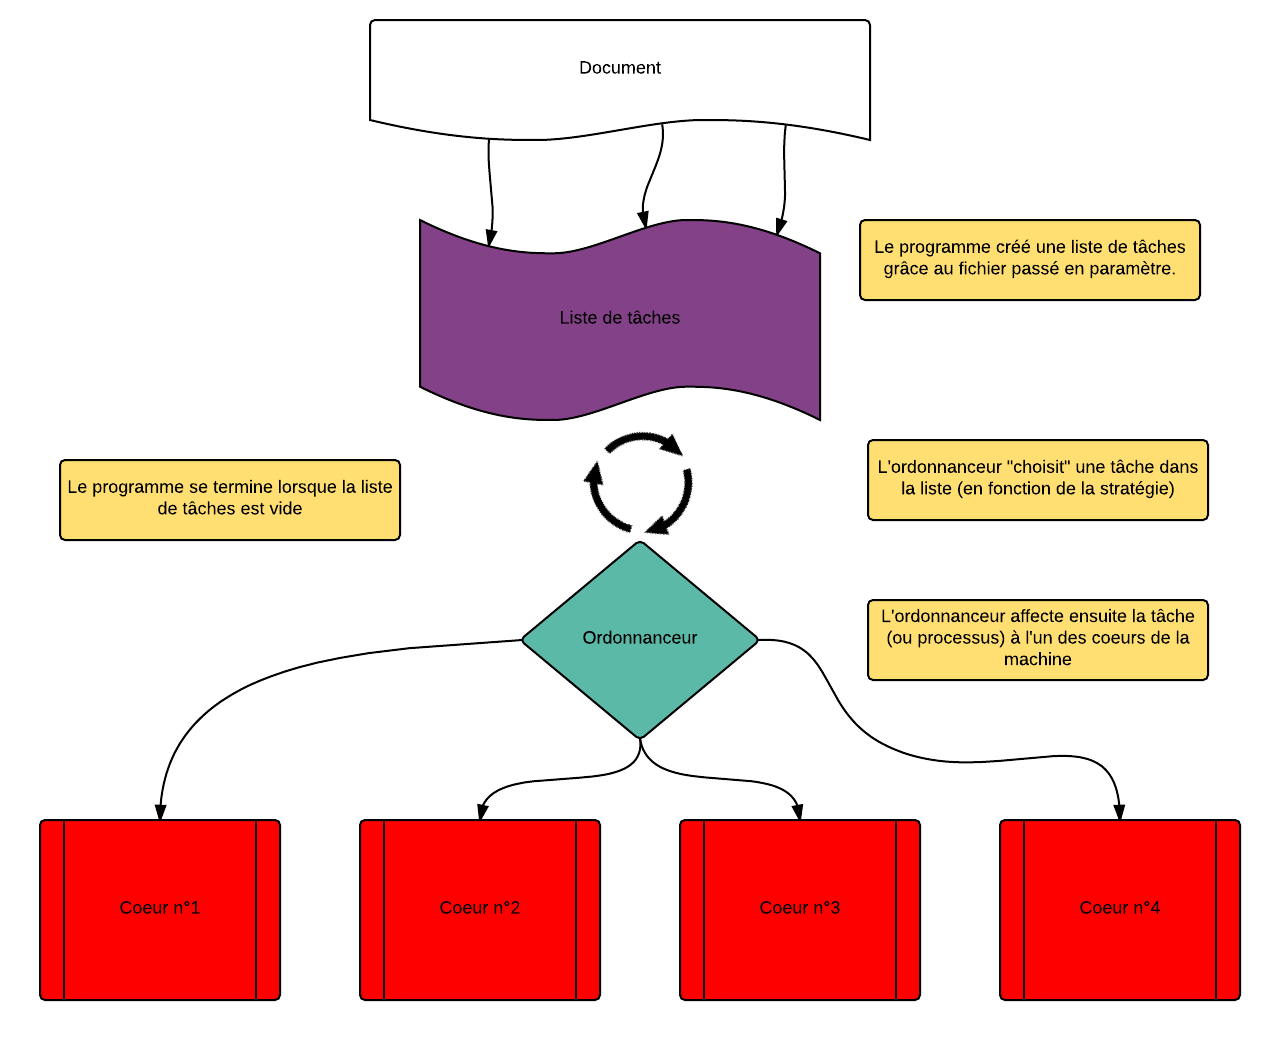 Document
Le programme créé une liste de tâches
grâce au fichier passé en paramètre.
Liste de tâches
L'ordonnanceur "choisit" une tâche dans
la liste (en fonction de la stratégie)
Le programme se termine lorsque la liste
de tâches est vide
L'ordonnanceur affecte ensuite la tâche
(ou processus) à l'un des coeurs de la
machine
Ordonnanceur
Coeur n°1
Coeur n°2
Coeur n°3
Coeur n°4